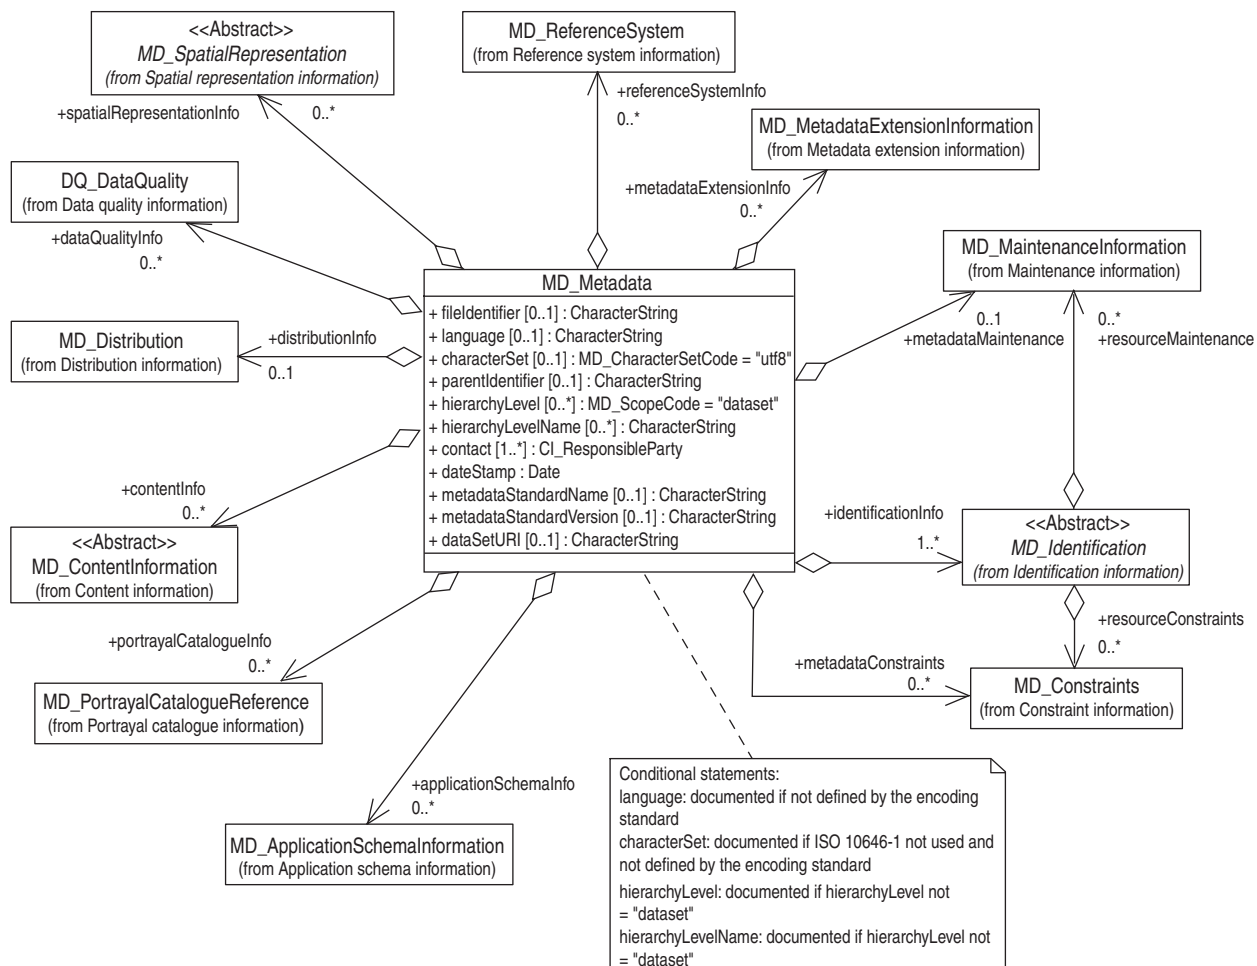 <<Abstract>>
MD_SpatialRepresentation
(from Spatial representation information)
MD_ReferenceSystem
(from Reference system information)
+spatialRepresentationInfo
0..*
+referenceSystemInfo
0..*
MD_MetadataExtensionInformation
(from Metadata extension information)
+metadataExtensionInfo
0..*
DQ_DataQuality
(from Data quality information)
+dataQualityInfo
0..*
MD_MaintenanceInformation
(from Maintenance information)
0..1
+metadataMaintenance
0..*
+resourceMaintenance
MD_Distribution
(from Distribution information)
+distributionInfo
0..1
MD_Metadata
+ fileIdentifier [0..1] : CharacterString
+ language [0..1] : CharacterString
+ characterSet [0..1] : MD_CharacterSetCode = "utf8"
+ parentIdentifier [0..1] : CharacterString
+ hierarchyLevel [0..*] : MD_ScopeCode = "dataset"
+ hierarchyLevelName [0..*] : CharacterString
+ contact [1..*] : CI_ResponsibleParty
+ dateStamp : Date
+ metadataStandardName [0..1] : CharacterString
+ metadataStandardVersion [0..1] : CharacterString
+ dataSetURI [0..1] : CharacterString
+contentInfo
0..*
<<Abstract>>
MD_ContentInformation
(from Content information)
+identificationInfo
1..*
<<Abstract>>
MD_Identification
(from Identification information)
+resourceConstraints
0..*
+metadataConstraints
0..*
MD_Constraints
(from Constraint information)
+portrayalCatalogueInfo
0..*
MD_PortrayalCatalogueReference
(from Portrayal catalogue information)
+applicationSchemaInfo
0..*
MD_ApplicationSchemaInformation
(from Application schema information)
Conditional statements:
language: documented if not defined by the encoding
standard
characterSet: documented if ISO 10646-1 not used and
not defined by the encoding standard
hierarchyLevel: documented if hierarchyLevel not
= "dataset"
hierarchyLevelName: documented if hierarchyLevel not
= "dataset"